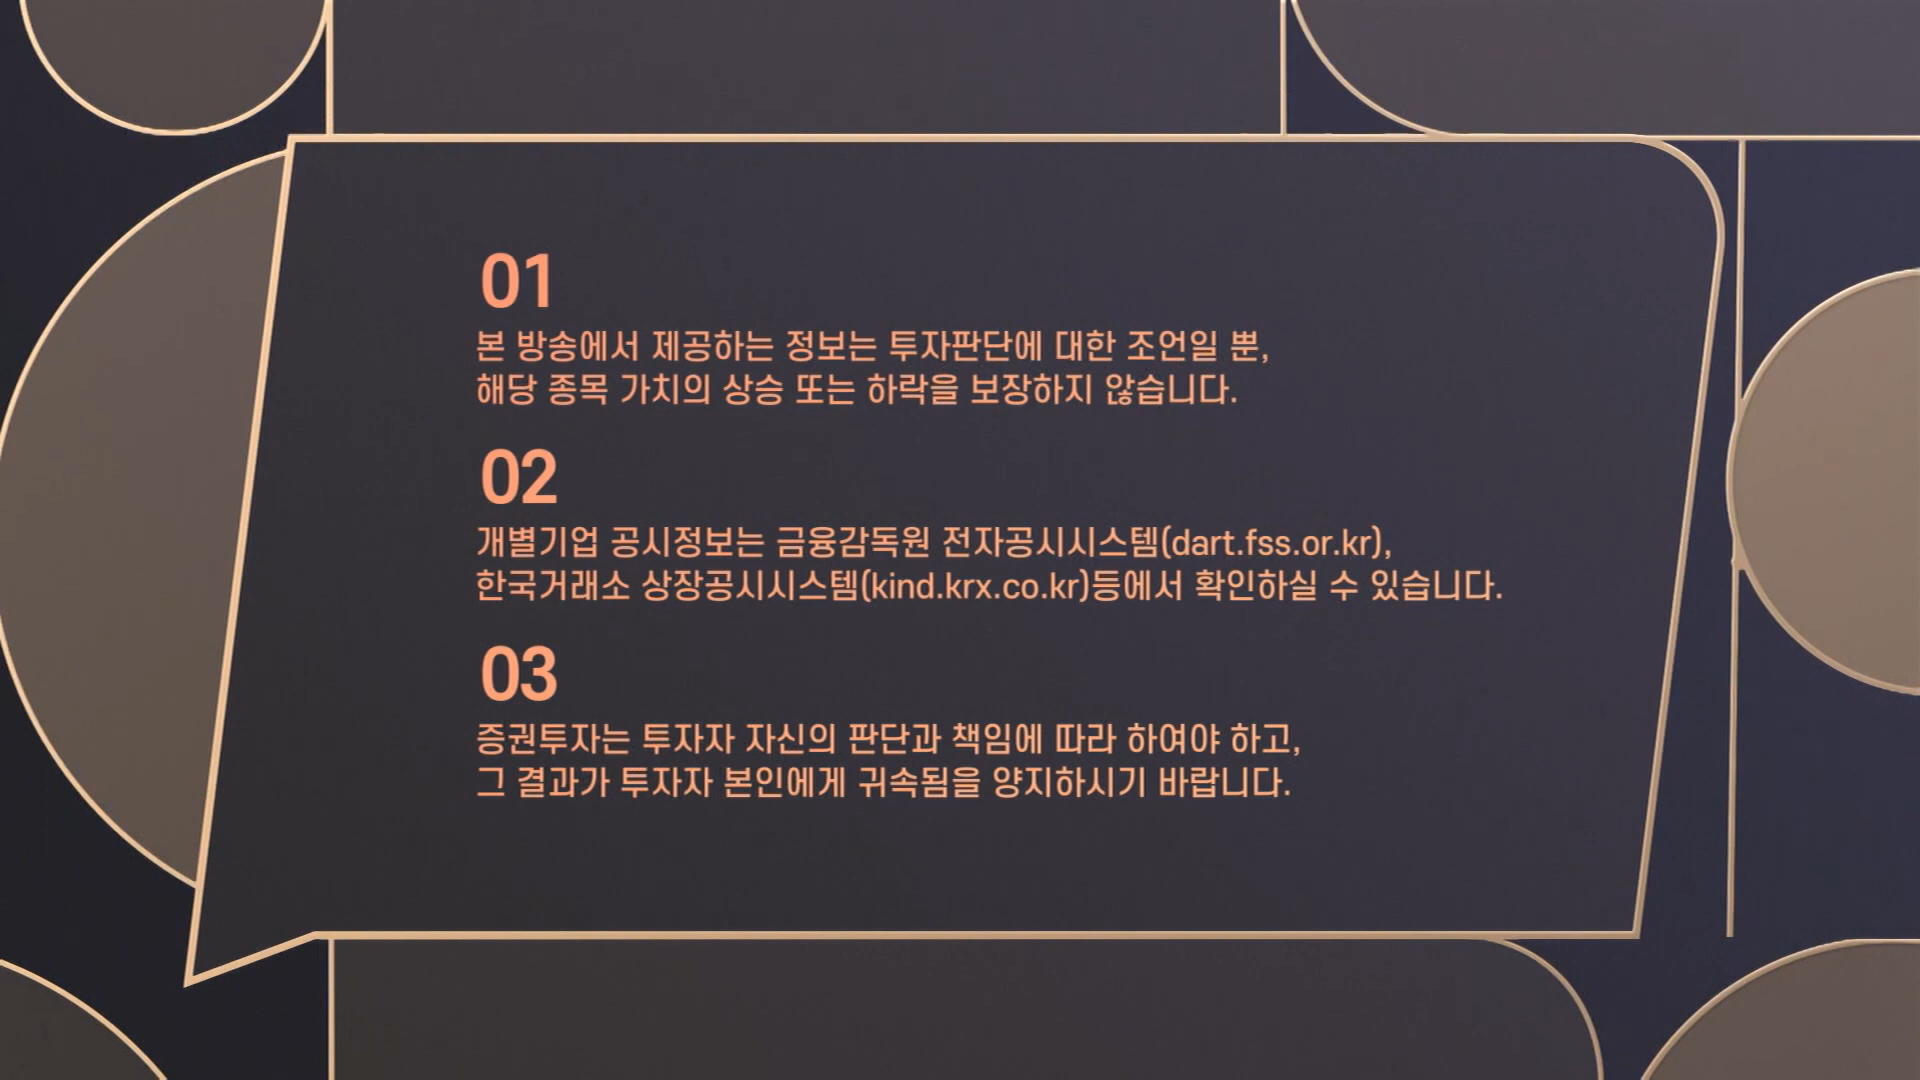 01
본 방송에서 제공하는 정보는 투자판단에 대한 조언일 뿐,
해당 종목 가치의 상승 또는 하락을 보장하지 않습니다.
02
개별기업 공시정보는 금융감독원 전자공시시스템(dart.fss.or.kr),
한국거래소 상장공시시스템(kind.krx.co.kr)등에서 확인하실 수 있습니다.
03
증권투자는 투자자 자신의 판단과 책임에 따라 하여야 하고,
그 결과가 투자자 본인에게 귀속됨을 양지하시기 바랍니다.